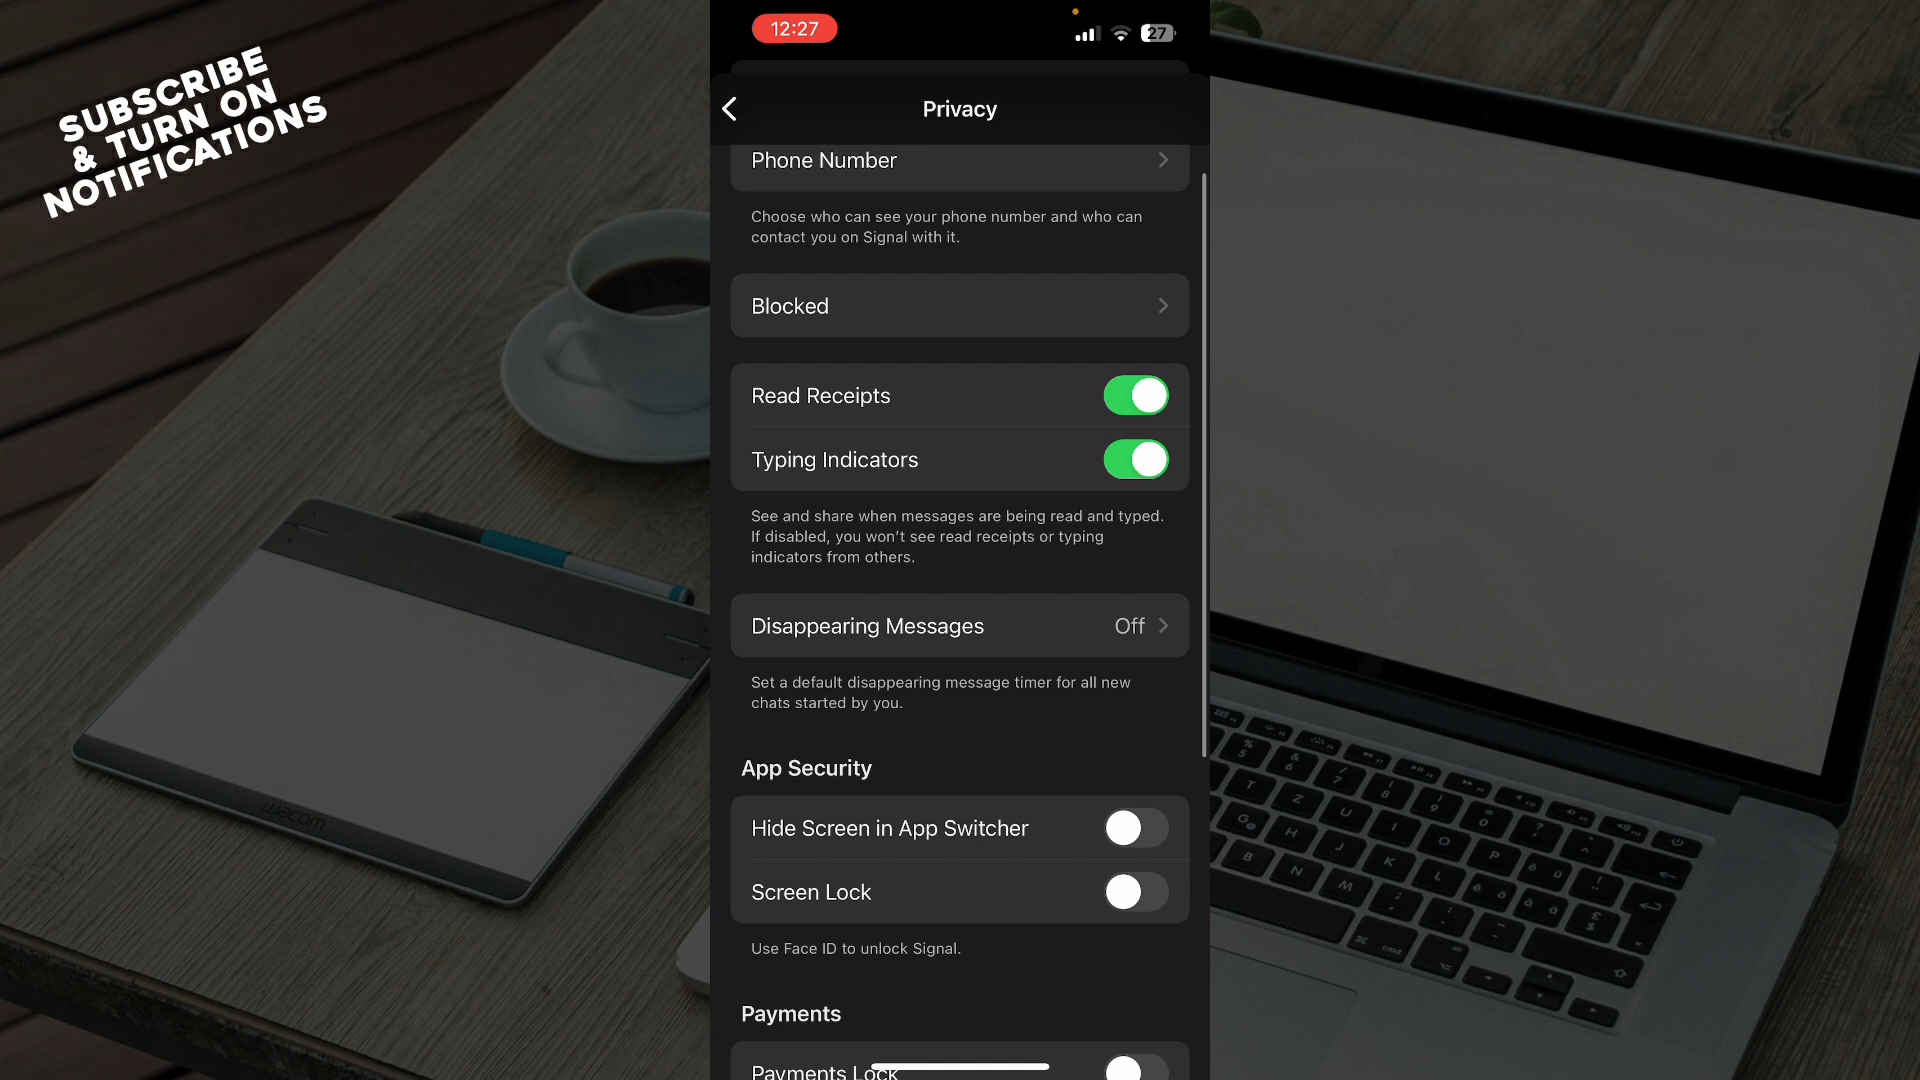 SUBSCRIBE
& TURN ON
NOTIFICATIONS
12:27
27
Privacy
Phone Number
Choose who can see your phone number and who can
contact you on Signal with it.
Blocked
Read Receipts
Typing Indicators
See and share when messages are being read and typed.
If disabled, you won't see read receipts or typing
indicators from others.
Disappearing Messages Off
Set a default disappearing message timer for all new
chats started by you.
App Security
Hide Screen in App Switcher
Screen Lock
Use Face ID to unlock Signal.
Payments
Payments Lock
wacom